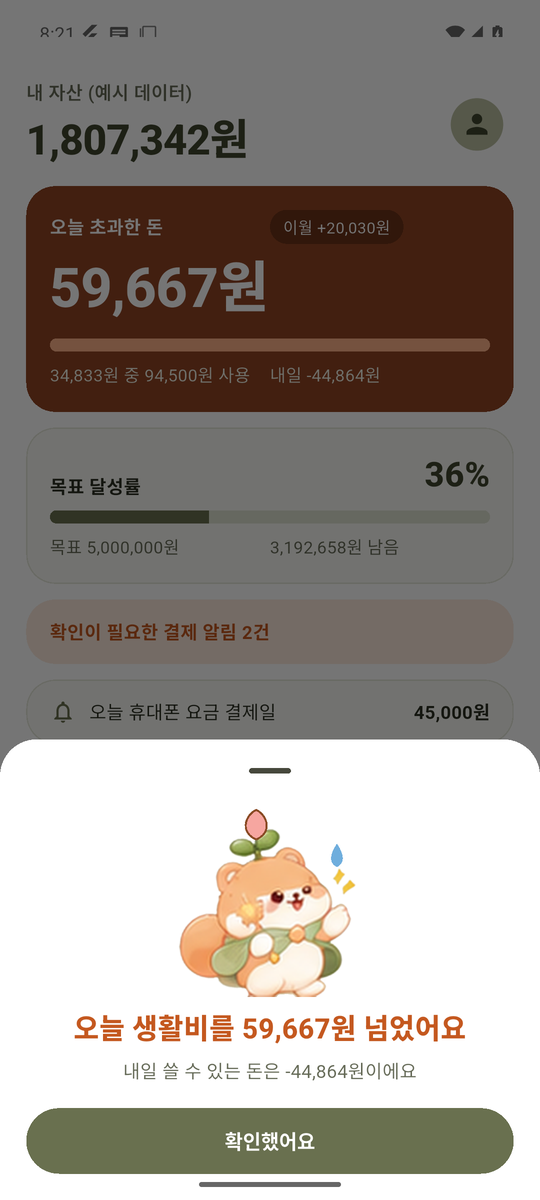 8:21
내 자산 (예시 데이터)
1,807,342원
오늘 초과한 돈
이월 +20,030원
59,667원
34,833원 중 94,500원 사용
내일 -44,864원
목표 달성률
36%
목표 5,000,000원
3,192,658원 남음
확인이 필요한 결제 알림 2건
오늘 휴대폰 요금 결제일
45,000원
오늘 생활비를 59,667원 넘었어요
내일 쓸 수 있는 돈은 -44,864원이에요
확인했어요